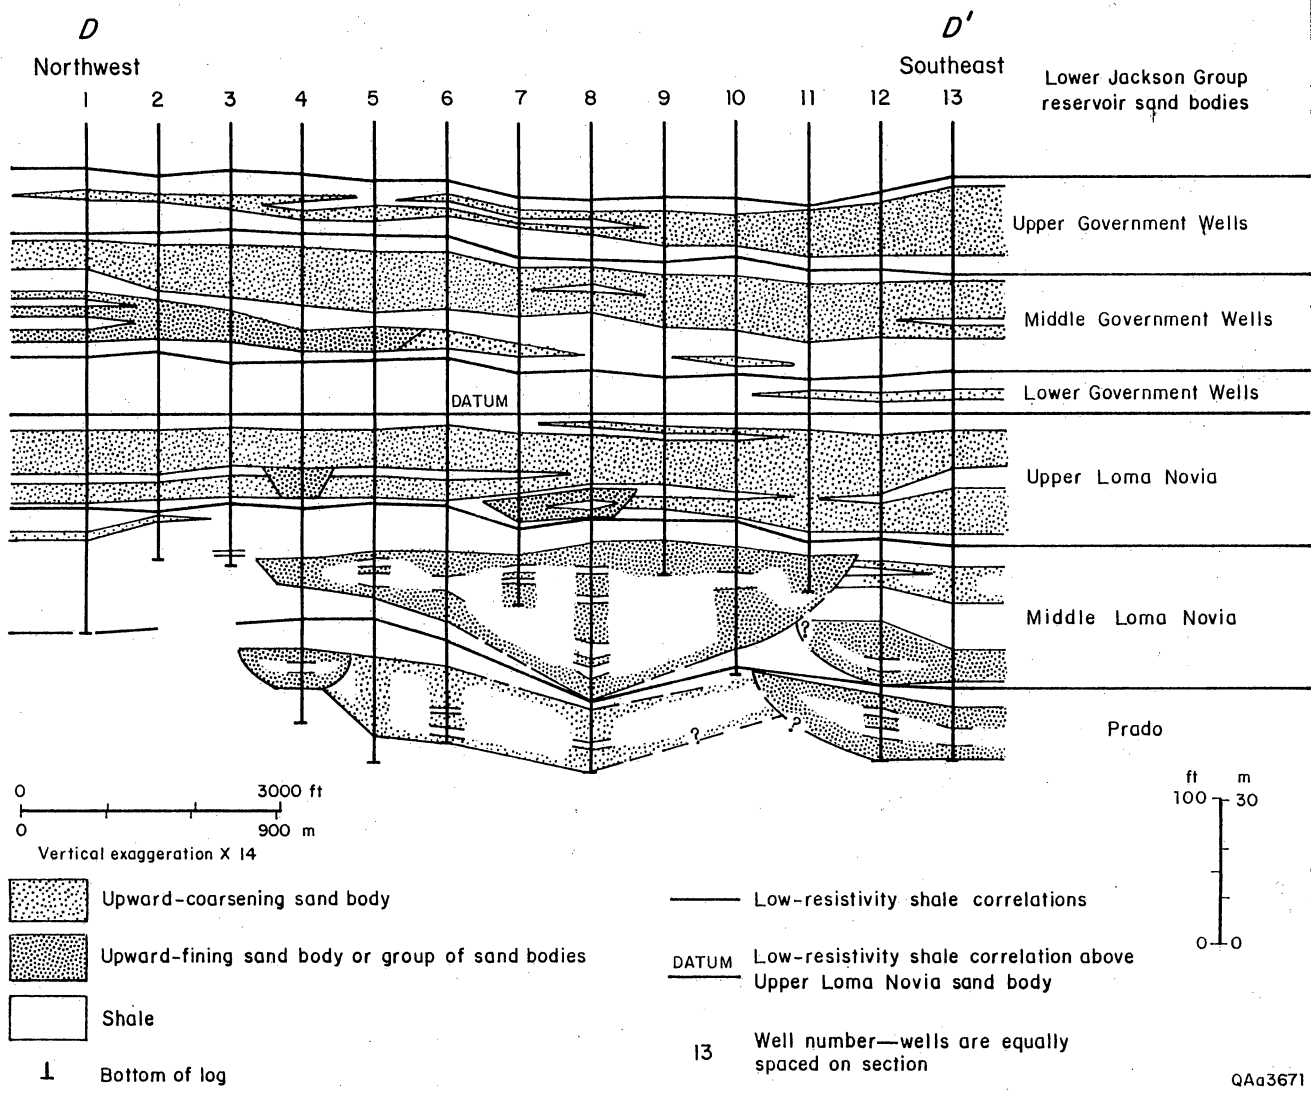 D D'
Northwest Southeast
Lower Jackson Group
reservoir sand bodies
1 2 3 4 5 6 7 8 9 10 11 12 13
Upper Government Wells
Middle Government Wells
Lower Government Wells
DATUM
Upper Loma Novia
Middle Loma Novia
?
Prado
? ?
0 3000 ft
0 900 m
Vertical exaggeration X 14
ft m
100 30
0 0
Upward-coarsening sand body
Upward-fining sand body or group of sand bodies
Shale
Bottom of log
Low-resistivity shale correlations
DATUM Low-resistivity shale correlation above
Upper Loma Novia sand body
13 Well number—wells are equally
spaced on section
QAa3671